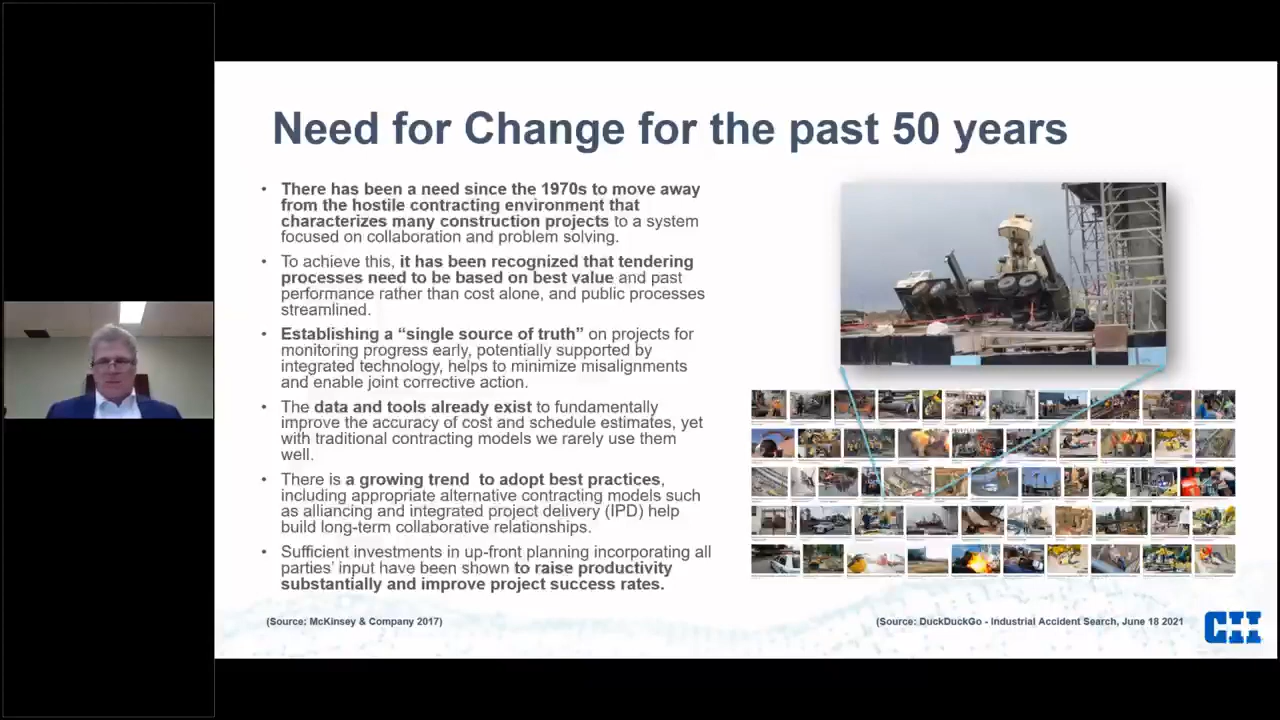 Need for Change for the past 50 years
• There has been a need since the 1970s to move away
from the hostile contracting environment that
characterizes many construction projects to a system
focused on collaboration and problem solving.
• To achieve this, it has been recognized that tendering
processes need to be based on best value and past
performance rather than cost alone, and public processes
streamlined.
• Establishing a “single source of truth” on projects for
monitoring progress early, potentially supported by
integrated technology, helps to minimize misalignments
and enable joint corrective action.
• The data and tools already exist to fundamentally
improve the accuracy of cost and schedule estimates, yet
with traditional contracting models we rarely use them
well.
• There is a growing trend to adopt best practices,
including appropriate alternative contracting models such
as alliancing and integrated project delivery (IPD) help
build long-term collaborative relationships.
• Sufficient investments in up-front planning incorporating all
parties’ input have been shown to raise productivity
substantially and improve project success rates.
(Source: McKinsey & Company 2017)
(Source: DuckDuckGo - Industrial Accident Search, June 18 2021
CII